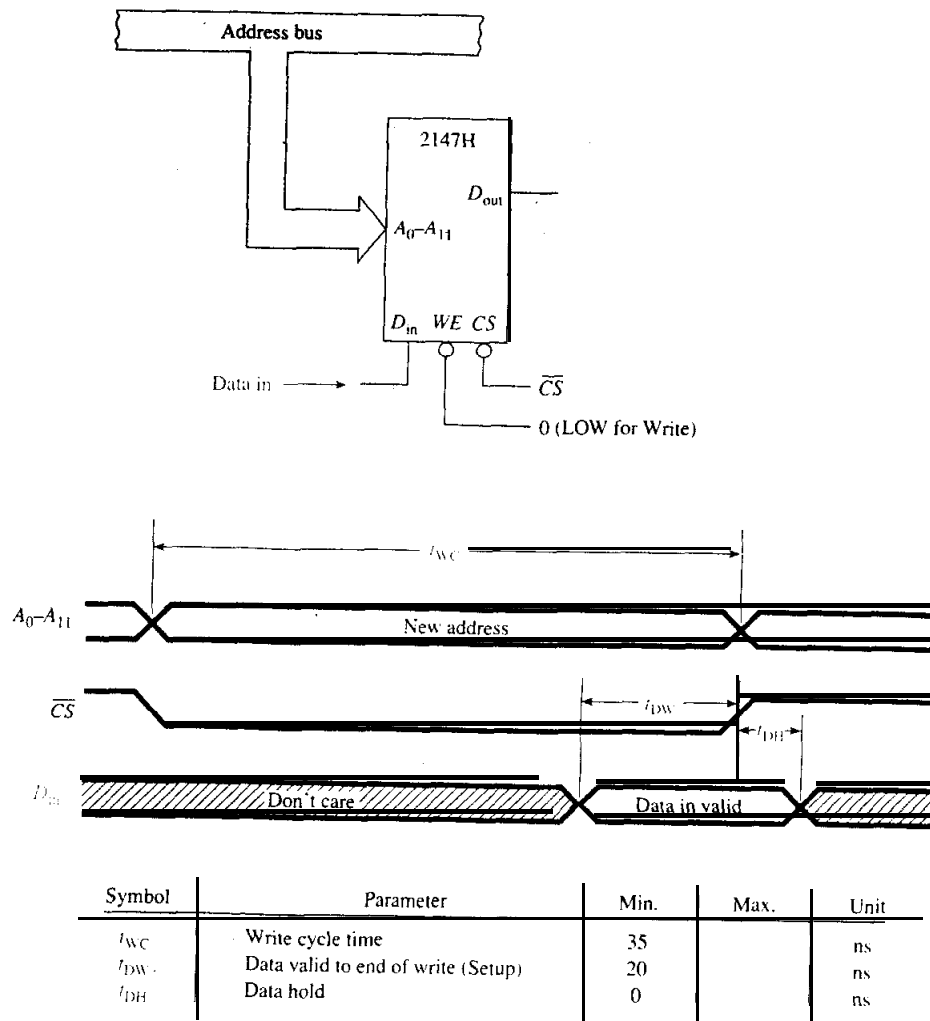 Address bus
2147H
D_out
A_0–A_11
D_in WE CS
Data in
C̅S̅
0 (LOW for Write)
t_WC
A_0–A_11
New address
C̅S̅
t_DW
t_DH
D_in
Don't care
Data in valid
Symbol Parameter Min. Max. Unit
t_WC Write cycle time 35 ns
t_DW Data valid to end of write (Setup) 20 ns
t_DH Data hold 0 ns